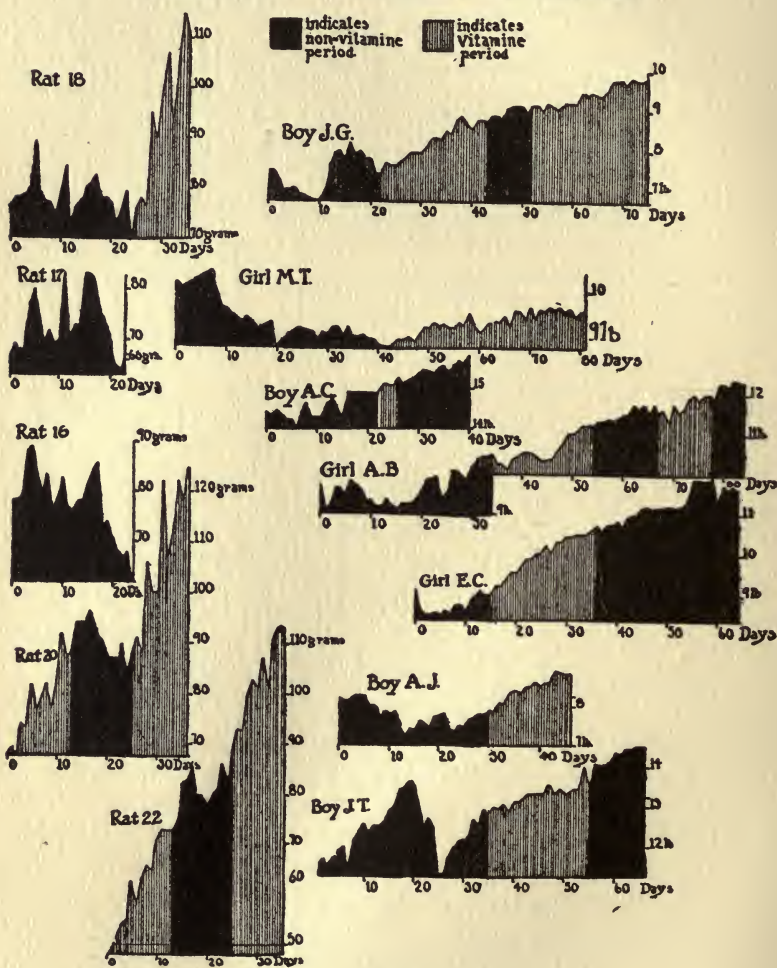 indicates
non-vitamine
period.
indicates
Vitamine
period
Rat 18
110
100
90
80
70 grams
0 10 20 30 Days
Boy J.G.
10
9
8
7 lb
0 10 20 30 40 50 60 70 Days
Rat 17
80
70
0 10 20 Days
Girl M.T.
10
9 lb
0 10 20 30 40 50 60 70 80 Days
Boy A.C.
15
14 lb
0 10 20 30 40 Days
Rat 16
90 grams
80
70
0 10 20 Da.
Girl A.B
12
11 lb
9 lb
0 10 20 30
40 50 60 70 80 Days
Girl E.C.
11
10
9 lb
0 10 20 30 40 50 60 Days
Rat 20
120 grams
110
100
90
80
70
0 10 20 30 Days
Boy A.J.
8
7 lb
0 10 20 30 40 Days
Rat 22
110 grams
100
90
80
70
60
50
0 10 20 30 Days
Boy J.T.
14
13
12 lb
10 20 30 40 50 60 Days